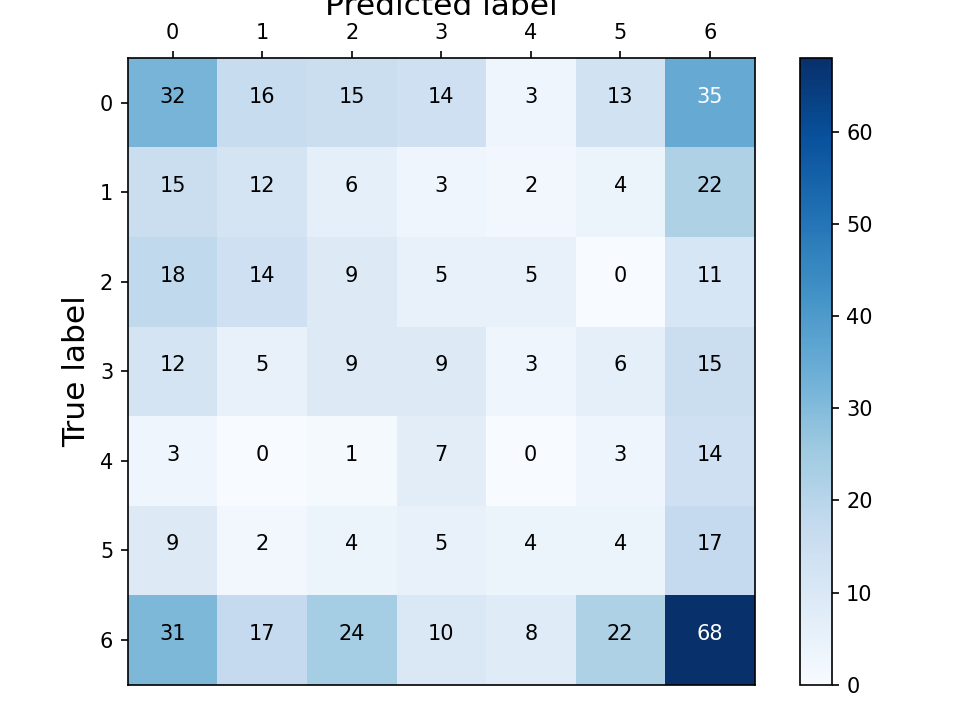 Predicted label
0 1 2 3 4 5 6
0 32 16 15 14 3 13 35
1 15 12 6 3 2 4 22
2 18 14 9 5 5 0 11
3 12 5 9 9 3 6 15
4 3 0 1 7 0 3 14
5 9 2 4 5 4 4 17
6 31 17 24 10 8 22 68
True label
60
50
40
30
20
10
0